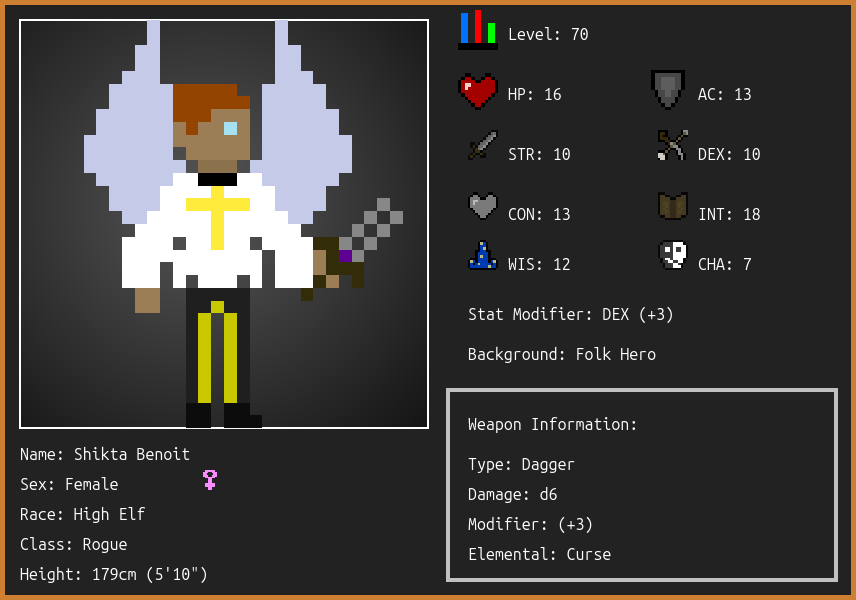 Level: 70
HP: 16
AC: 13
STR: 10
DEX: 10
CON: 13
INT: 18
WIS: 12
CHA: 7
Stat Modifier: DEX (+3)
Background: Folk Hero
Weapon Information:
Type: Dagger
Damage: d6
Modifier: (+3)
Elemental: Curse
Name: Shikta Benoit
Sex: Female
Race: High Elf
Class: Rogue
Height: 179cm (5'10")